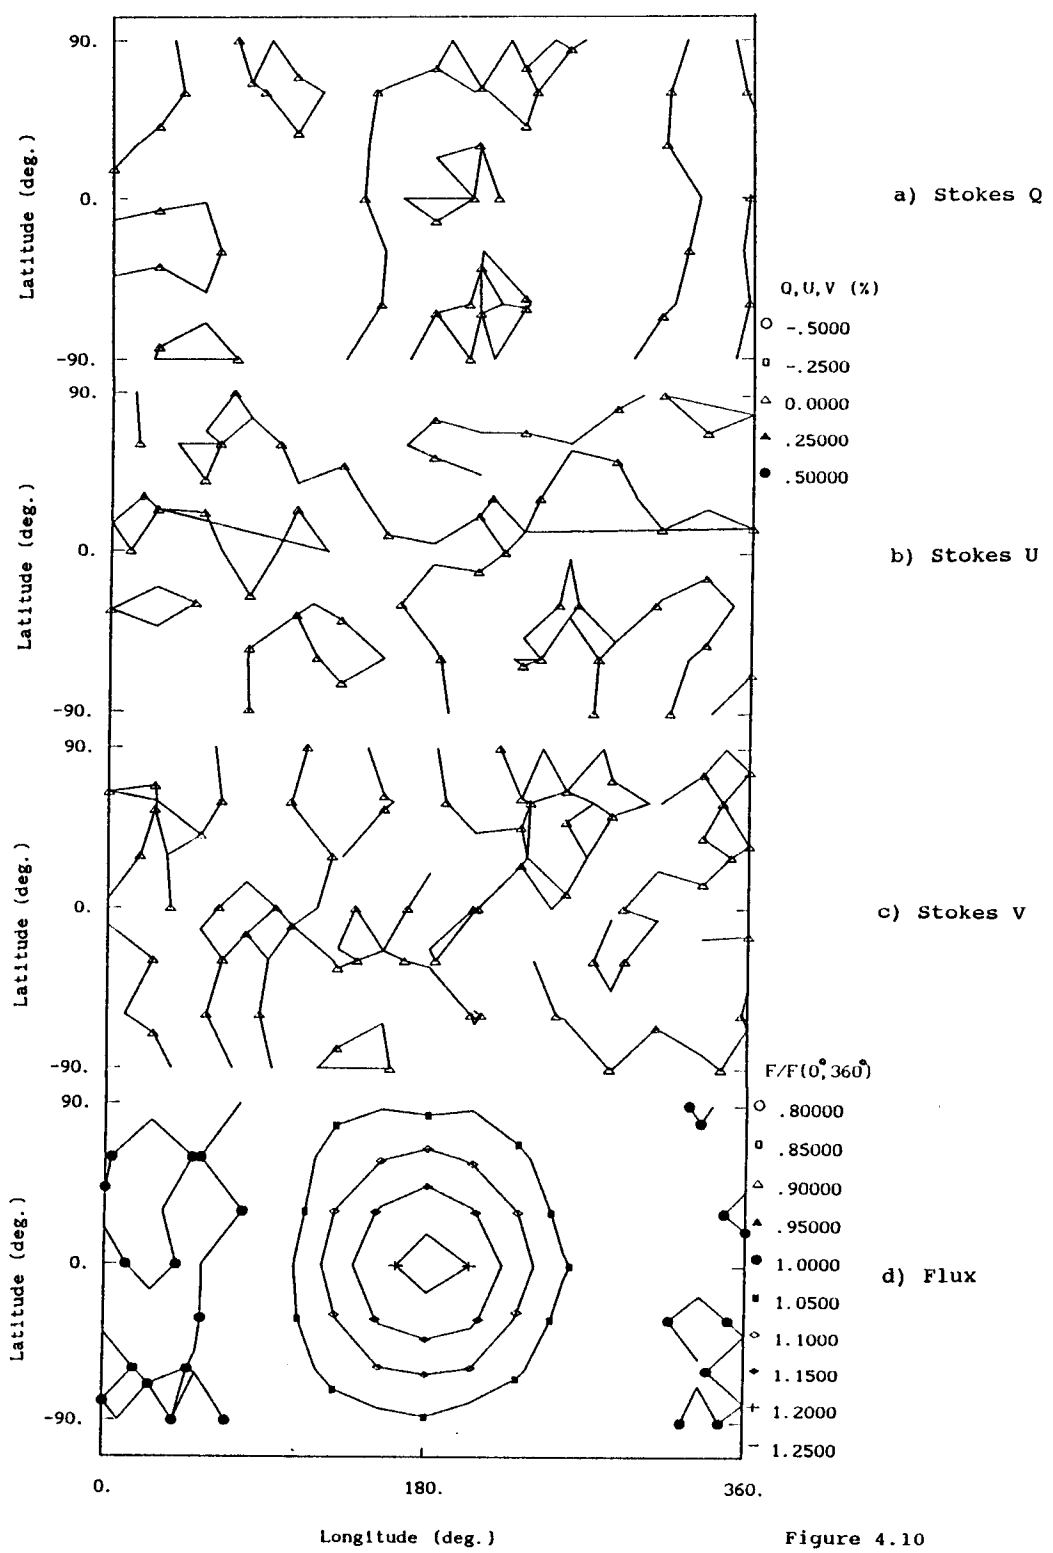 90.
0.
-90.
Latitude (deg.)
a) Stokes Q
Q,U,V (%)
-.5000
-.2500
0.0000
.25000
.50000
90.
0.
-90.
Latitude (deg.)
b) Stokes U
90.
0.
-90.
Latitude (deg.)
c) Stokes V
F/F(0°,360°)
.80000
.85000
.90000
.95000
1.0000
1.0500
1.1000
1.1500
1.2000
1.2500
90.
0.
-90.
Latitude (deg.)
d) Flux
0.
180.
360.
Longitude (deg.)
Figure 4.10